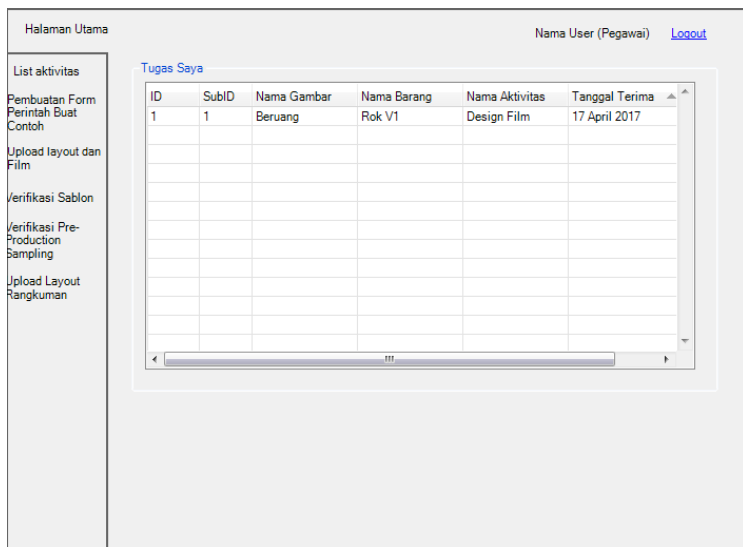 Halaman Utama
Nama User (Pegawai) Logout
List aktivitas
Pembuatan Form
Perintah Buat
Contoh
Upload layout dan
Film
Verifikasi Sablon
Verifikasi Pre-
Production
Sampling
Upload Layout
Rangkuman
Tugas Saya
ID SubID Nama Gambar Nama Barang Nama Aktivitas Tanggal Terima
1 1 Beruang Rok V1 Design Film 17 April 2017